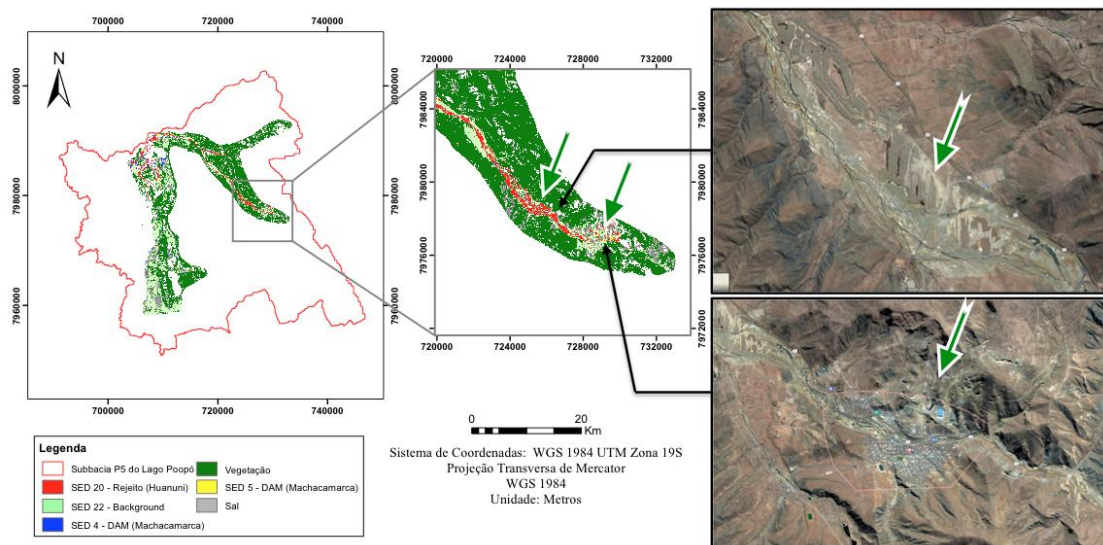 700000
720000
740000
N
8000000
7980000
7960000
8000000
7980000
7960000
700000
720000
740000
720000
724000
728000
732000
7984000
7980000
7976000
7972000
7984000
7980000
7976000
7972000
720000
724000
728000
732000
0
20
Km
Sistema de Coordenadas: WGS 1984 UTM Zona 19S
Projeção Transversa de Mercator
WGS 1984
Unidade: Metros
Legenda
Subbacia P5 do Lago Poopó
SED 20 - Rejeito (Huanuni)
SED 22 - Background
SED 4 - DAM (Machacamarca)
Vegetação
SED 5 - DAM (Machacamarca)
Sal